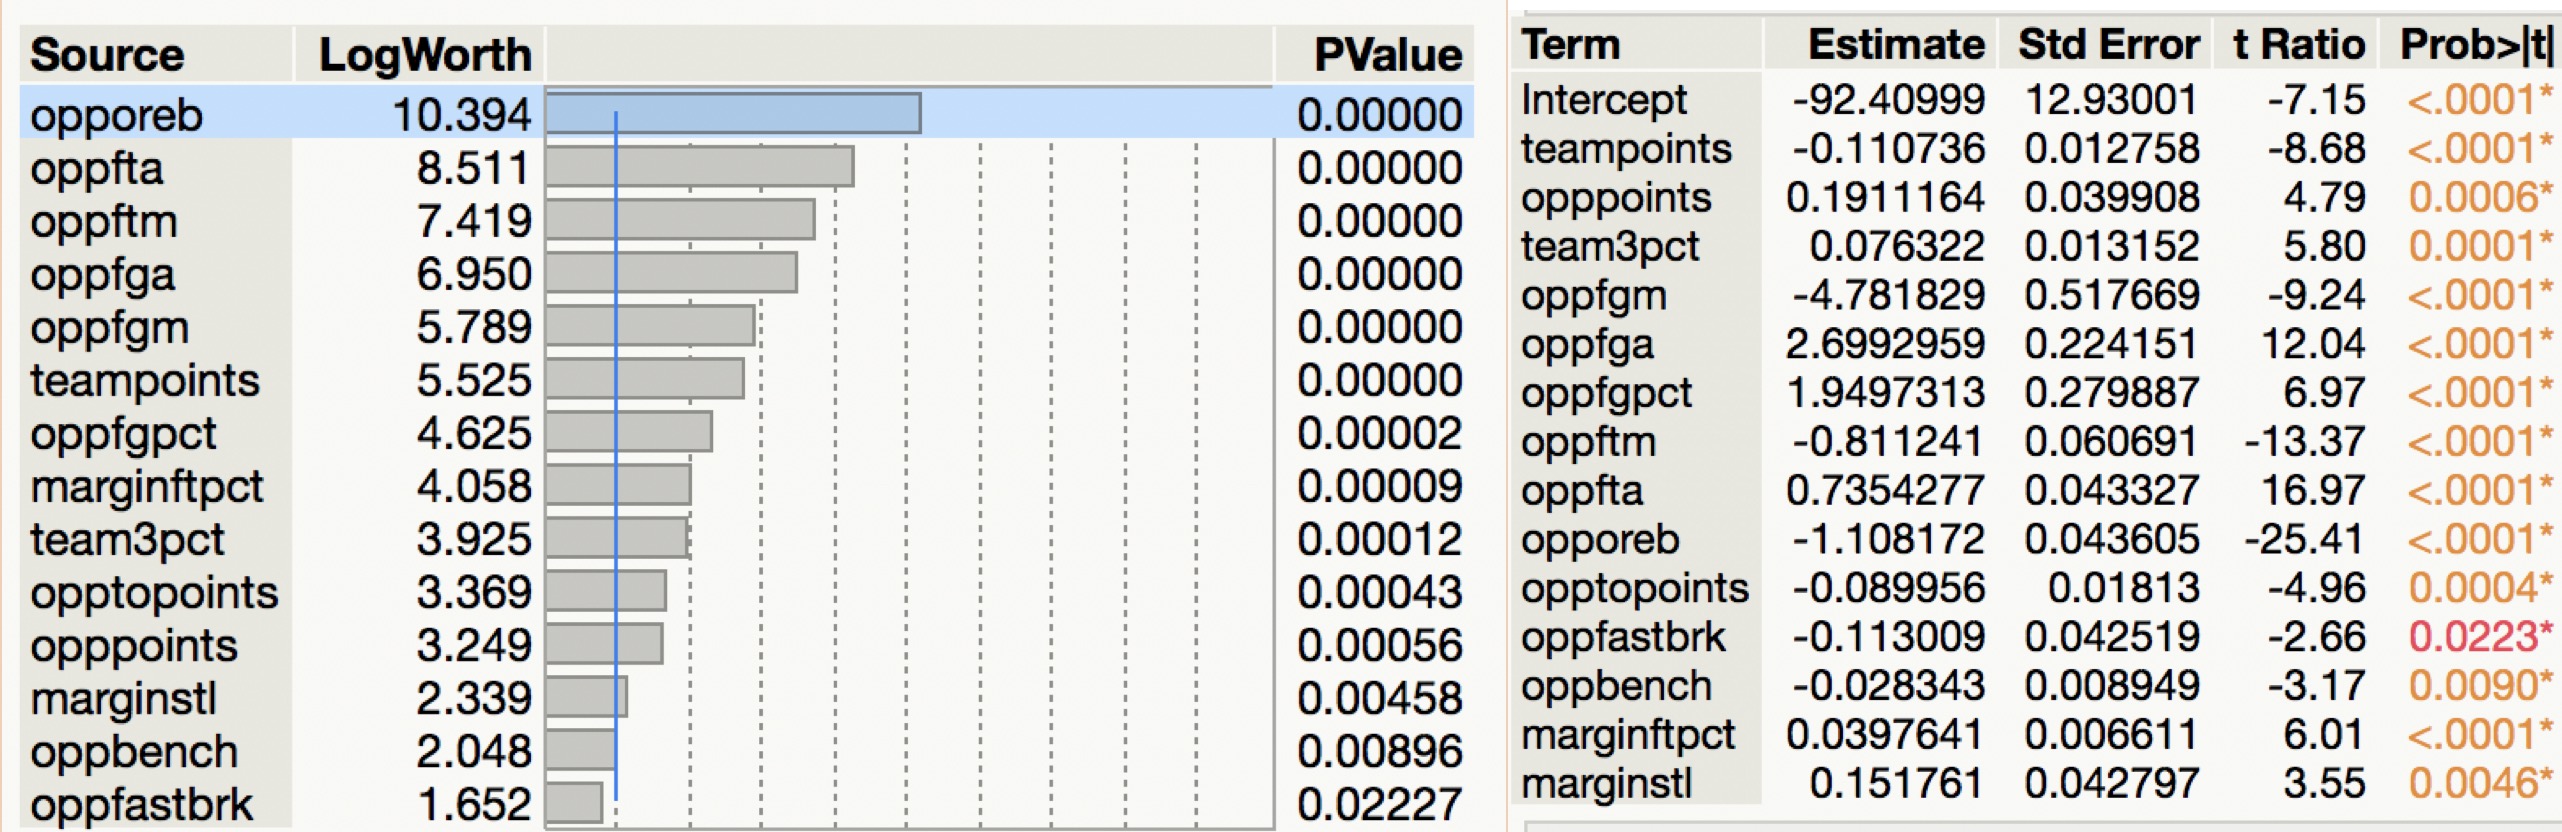 Source LogWorth PValue
opporeb 10.394 0.00000
oppfta 8.511 0.00000
oppftm 7.419 0.00000
oppfga 6.950 0.00000
oppfgm 5.789 0.00000
teampoints 5.525 0.00000
oppfgpct 4.625 0.00002
marginftpct 4.058 0.00009
team3pct 3.925 0.00012
opptopoints 3.369 0.00043
opppoints 3.249 0.00056
marginstl 2.339 0.00458
oppbench 2.048 0.00896
oppfastbrk 1.652 0.02227
Term Estimate Std Error t Ratio Prob>|t|
Intercept -92.40999 12.93001 -7.15 <.0001*
teampoints -0.110736 0.012758 -8.68 <.0001*
opppoints 0.1911164 0.039908 4.79 0.0006*
team3pct 0.076322 0.013152 5.80 0.0001*
oppfgm -4.781829 0.517669 -9.24 <.0001*
oppfga 2.6992959 0.224151 12.04 <.0001*
oppfgpct 1.9497313 0.279887 6.97 <.0001*
oppftm -0.811241 0.060691 -13.37 <.0001*
oppfta 0.7354277 0.043327 16.97 <.0001*
opporeb -1.108172 0.043605 -25.41 <.0001*
opptopoints -0.089956 0.01813 -4.96 0.0004*
oppfastbrk -0.113009 0.042519 -2.66 0.0223*
oppbench -0.028343 0.008949 -3.17 0.0090*
marginftpct 0.0397641 0.006611 6.01 <.0001*
marginstl 0.151761 0.042797 3.55 0.0046*